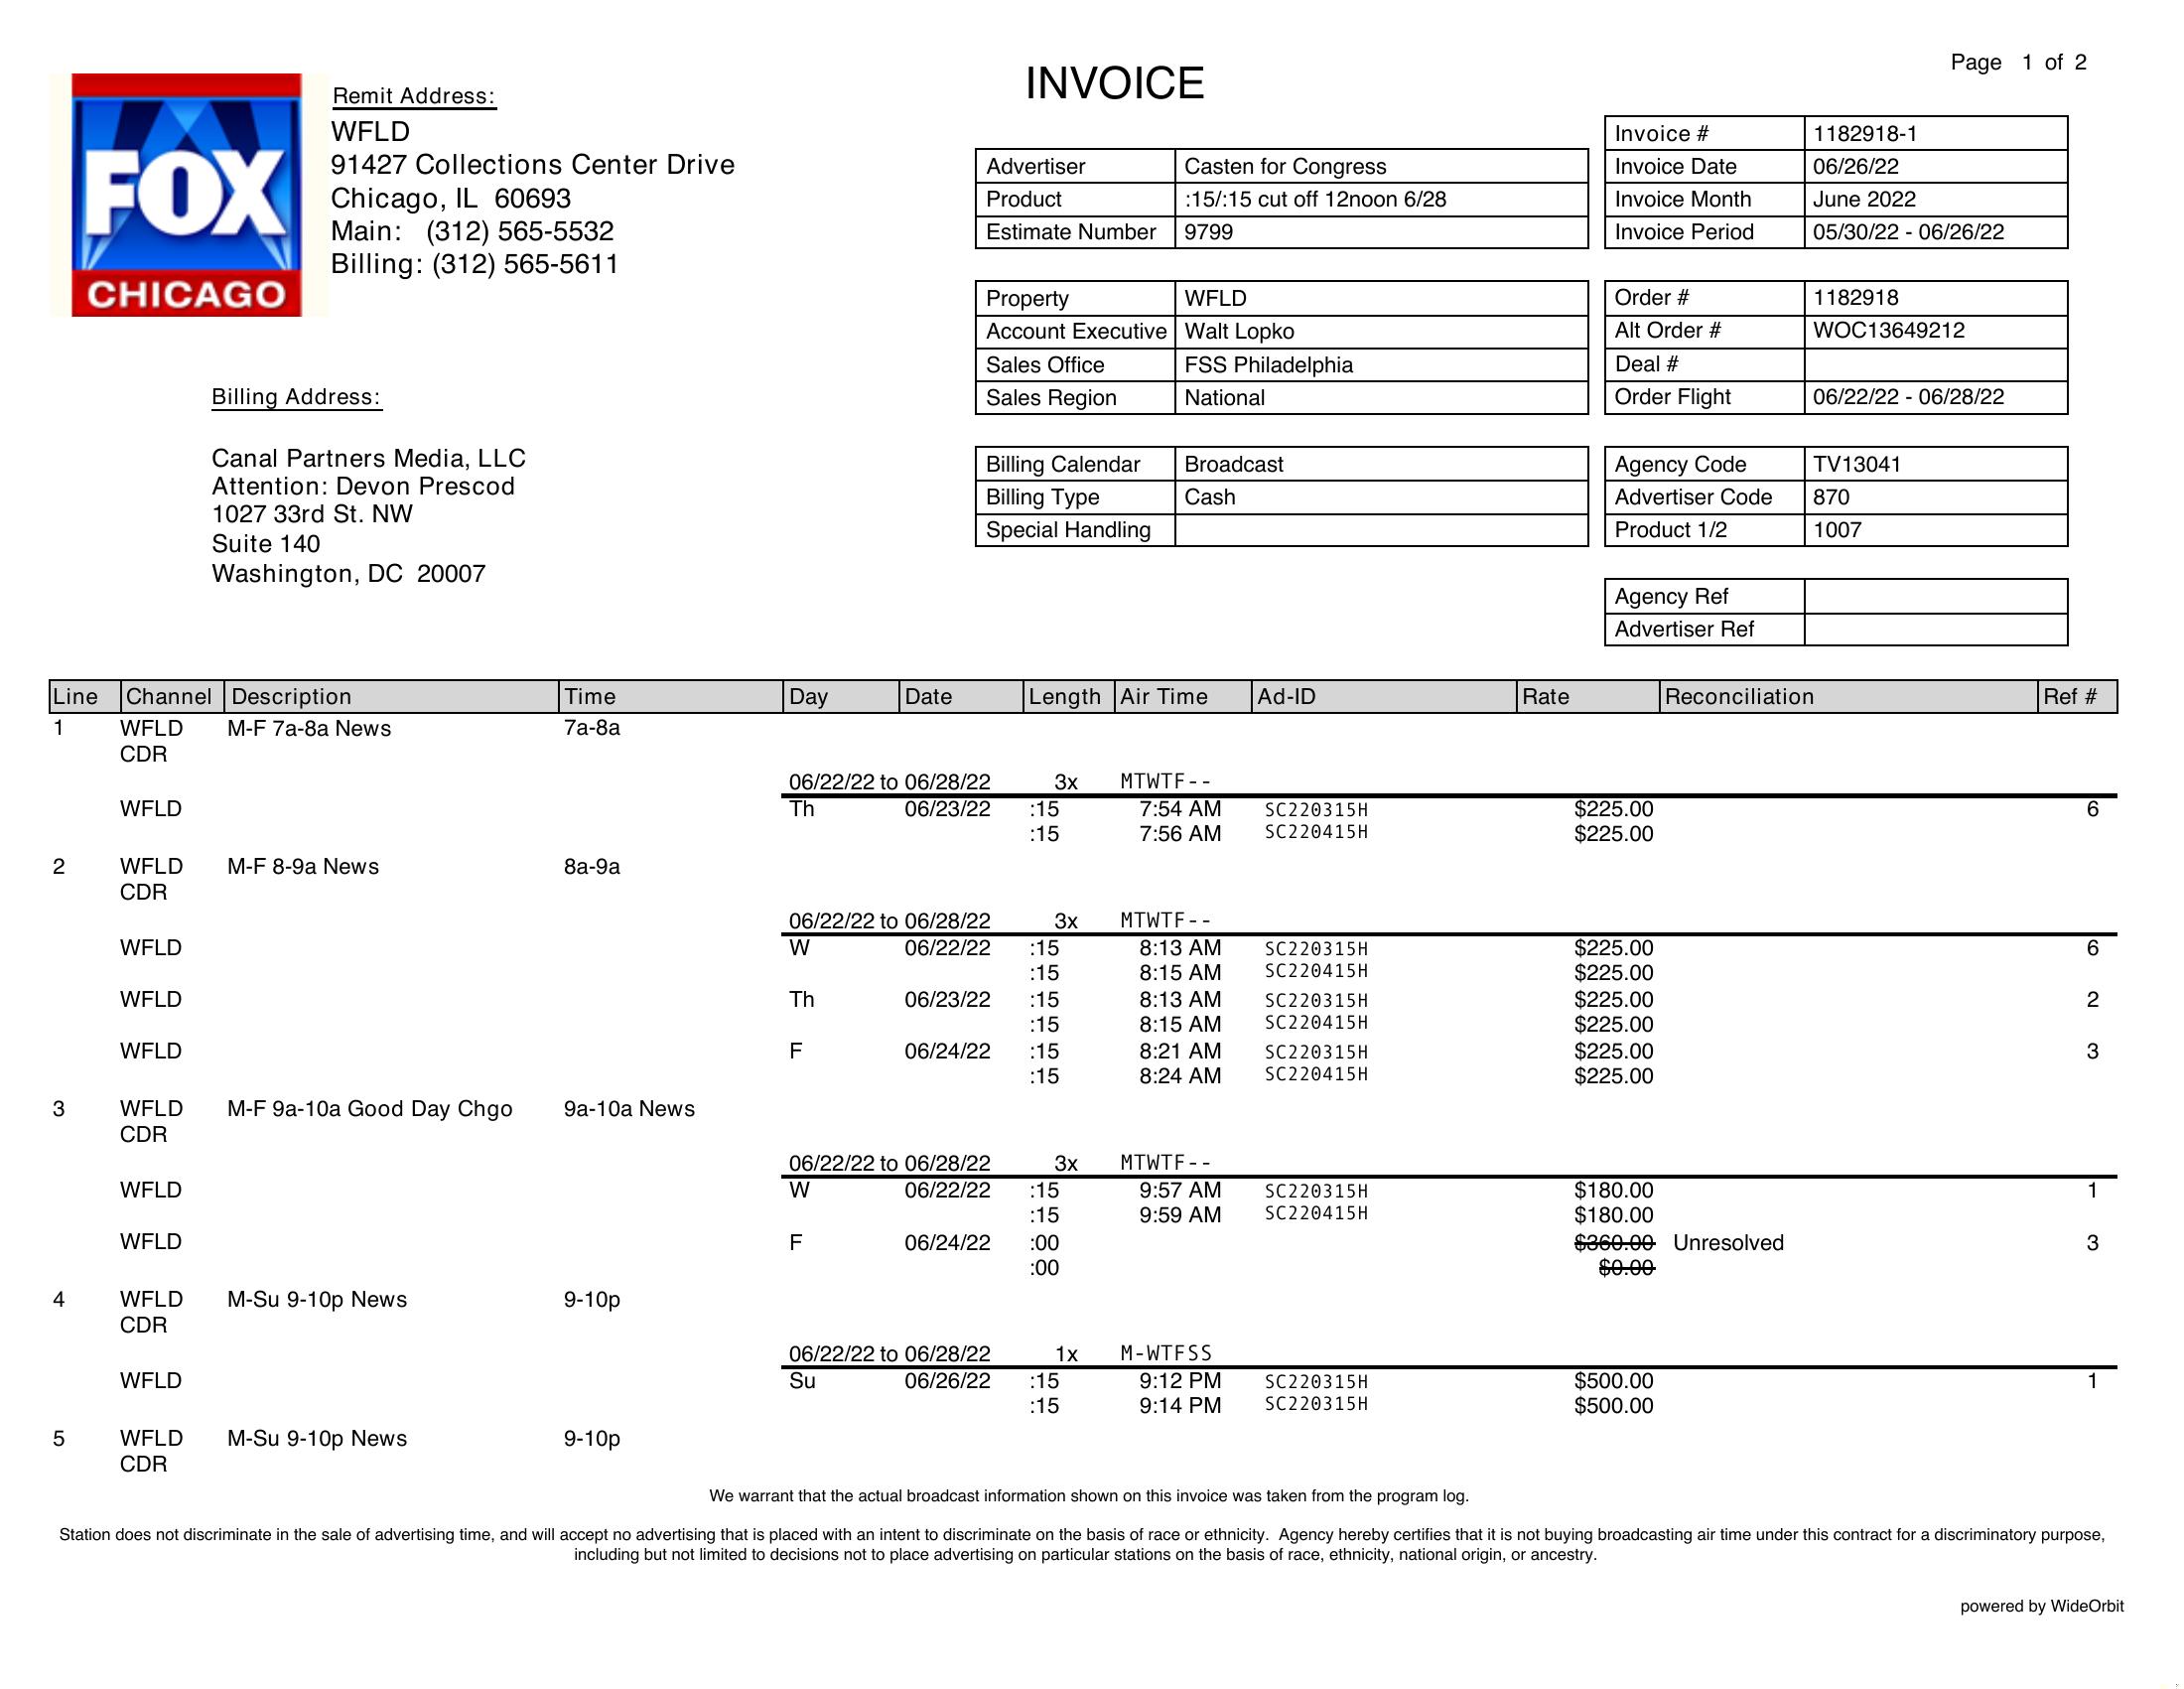 Page 1 of 2
INVOICE
FOX
CHICAGO
Remit Address:
WFLD
91427 Collections Center Drive
Chicago, IL 60693
Main: (312) 565-5532
Billing: (312) 565-5611
Billing Address:
Canal Partners Media, LLC
Attention: Devon Prescod
1027 33rd St. NW
Suite 140
Washington, DC 20007
Advertiser Casten for Congress
Product :15/:15 cut off 12noon 6/28
Estimate Number 9799
Property WFLD
Account Executive Walt Lopko
Sales Office FSS Philadelphia
Sales Region National
Billing Calendar Broadcast
Billing Type Cash
Special Handling
Invoice # 1182918-1
Invoice Date 06/26/22
Invoice Month June 2022
Invoice Period 05/30/22 - 06/26/22
Order # 1182918
Alt Order # WOC13649212
Deal #
Order Flight 06/22/22 - 06/28/22
Agency Code TV13041
Advertiser Code 870
Product 1/2 1007
Agency Ref
Advertiser Ref
Line Channel Description Time Day Date Length Air Time Ad-ID Rate Reconciliation Ref #
1 WFLD M-F 7a-8a News 7a-8a
CDR
06/22/22 to 06/28/22 3x MTWTF--
WFLD Th 06/23/22 :15 7:54 AM SC220315H $225.00 6
:15 7:56 AM SC220415H $225.00
2 WFLD M-F 8-9a News 8a-9a
CDR
06/22/22 to 06/28/22 3x MTWTF--
WFLD W 06/22/22 :15 8:13 AM SC220315H $225.00 6
:15 8:15 AM SC220415H $225.00
WFLD Th 06/23/22 :15 8:13 AM SC220315H $225.00 2
:15 8:15 AM SC220415H $225.00
WFLD F 06/24/22 :15 8:21 AM SC220315H $225.00 3
:15 8:24 AM SC220415H $225.00
3 WFLD M-F 9a-10a Good Day Chgo 9a-10a News
CDR
06/22/22 to 06/28/22 3x MTWTF--
WFLD W 06/22/22 :15 9:57 AM SC220315H $180.00 1
:15 9:59 AM SC220415H $180.00
WFLD F 06/24/22 :00 $360.00 Unresolved 3
:00 $0.00
4 WFLD M-Su 9-10p News 9-10p
CDR
06/22/22 to 06/28/22 1x M-WTFSS
WFLD Su 06/26/22 :15 9:12 PM SC220315H $500.00 1
:15 9:14 PM SC220315H $500.00
5 WFLD M-Su 9-10p News 9-10p
CDR
We warrant that the actual broadcast information shown on this invoice was taken from the program log.
Station does not discriminate in the sale of advertising time, and will accept no advertising that is placed with an intent to discriminate on the basis of race or ethnicity. Agency hereby certifies that it is not buying broadcasting air time under this contract for a discriminatory purpose,
including but not limited to decisions not to place advertising on particular stations on the basis of race, ethnicity, national origin, or ancestry.
powered by WideOrbit